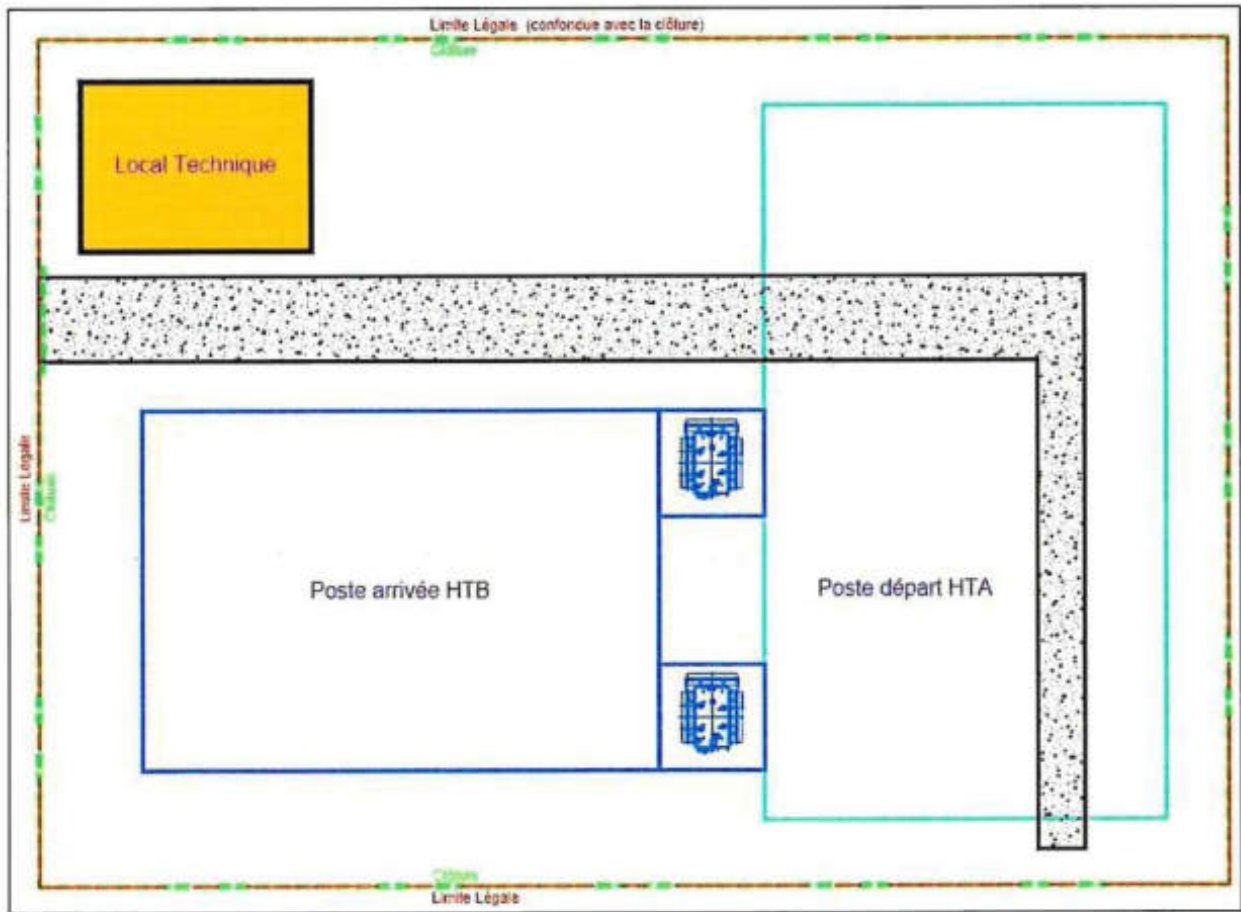 Limite Légale (confondue avec la clôture)
Clôture
Local Technique
Limite Légale
Clôture
Poste arrivée HTB
Poste départ HTA
Clôture
Limite Légale